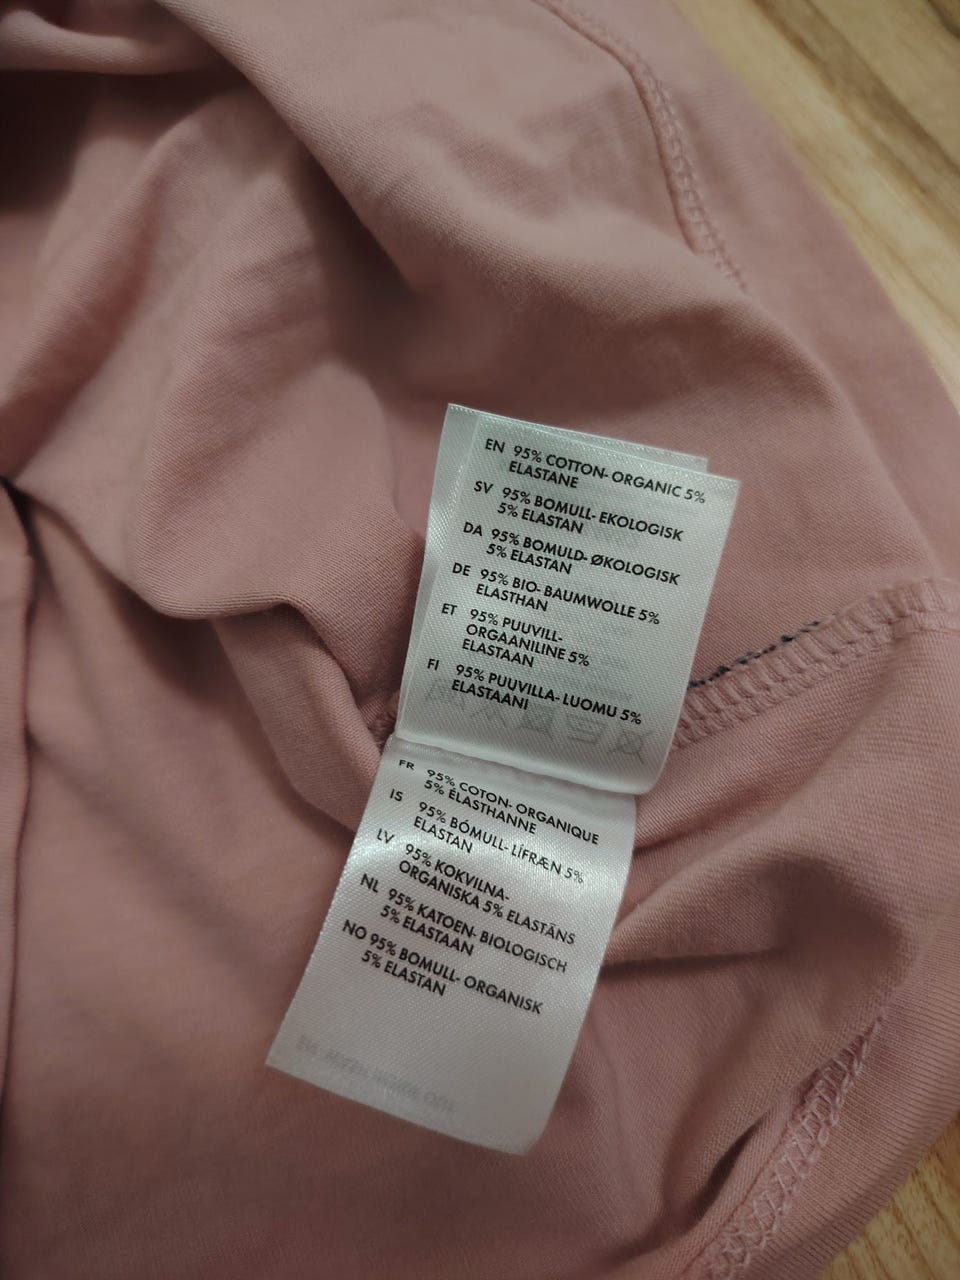 EN 95% COTTON- ORGANIC 5%
ELASTANE
SV 95% BOMULL- EKOLOGISK
5% ELASTAN
DA 95% BOMULD- ØKOLOGISK
5% ELASTAN
DE 95% BIO- BAUMWOLLE 5%
ELASTHAN
ET 95% PUUVILL-
ORGAANILINE 5%
ELASTAAN
FI 95% PUUVILLA- LUOMU 5%
ELASTAANI
FR 95% COTON- ORGANIQUE
5% ÉLASTHANNE
IS 95% BÓMULL- LÍFRÆN 5%
ELASTAN
LV 95% KOKVILNA-
ORGANISKA 5% ELASTĀNS
NL 95% KATOEN- BIOLOGISCH
5% ELASTAAN
NO 95% BOMULL- ORGANISK
5% ELASTAN